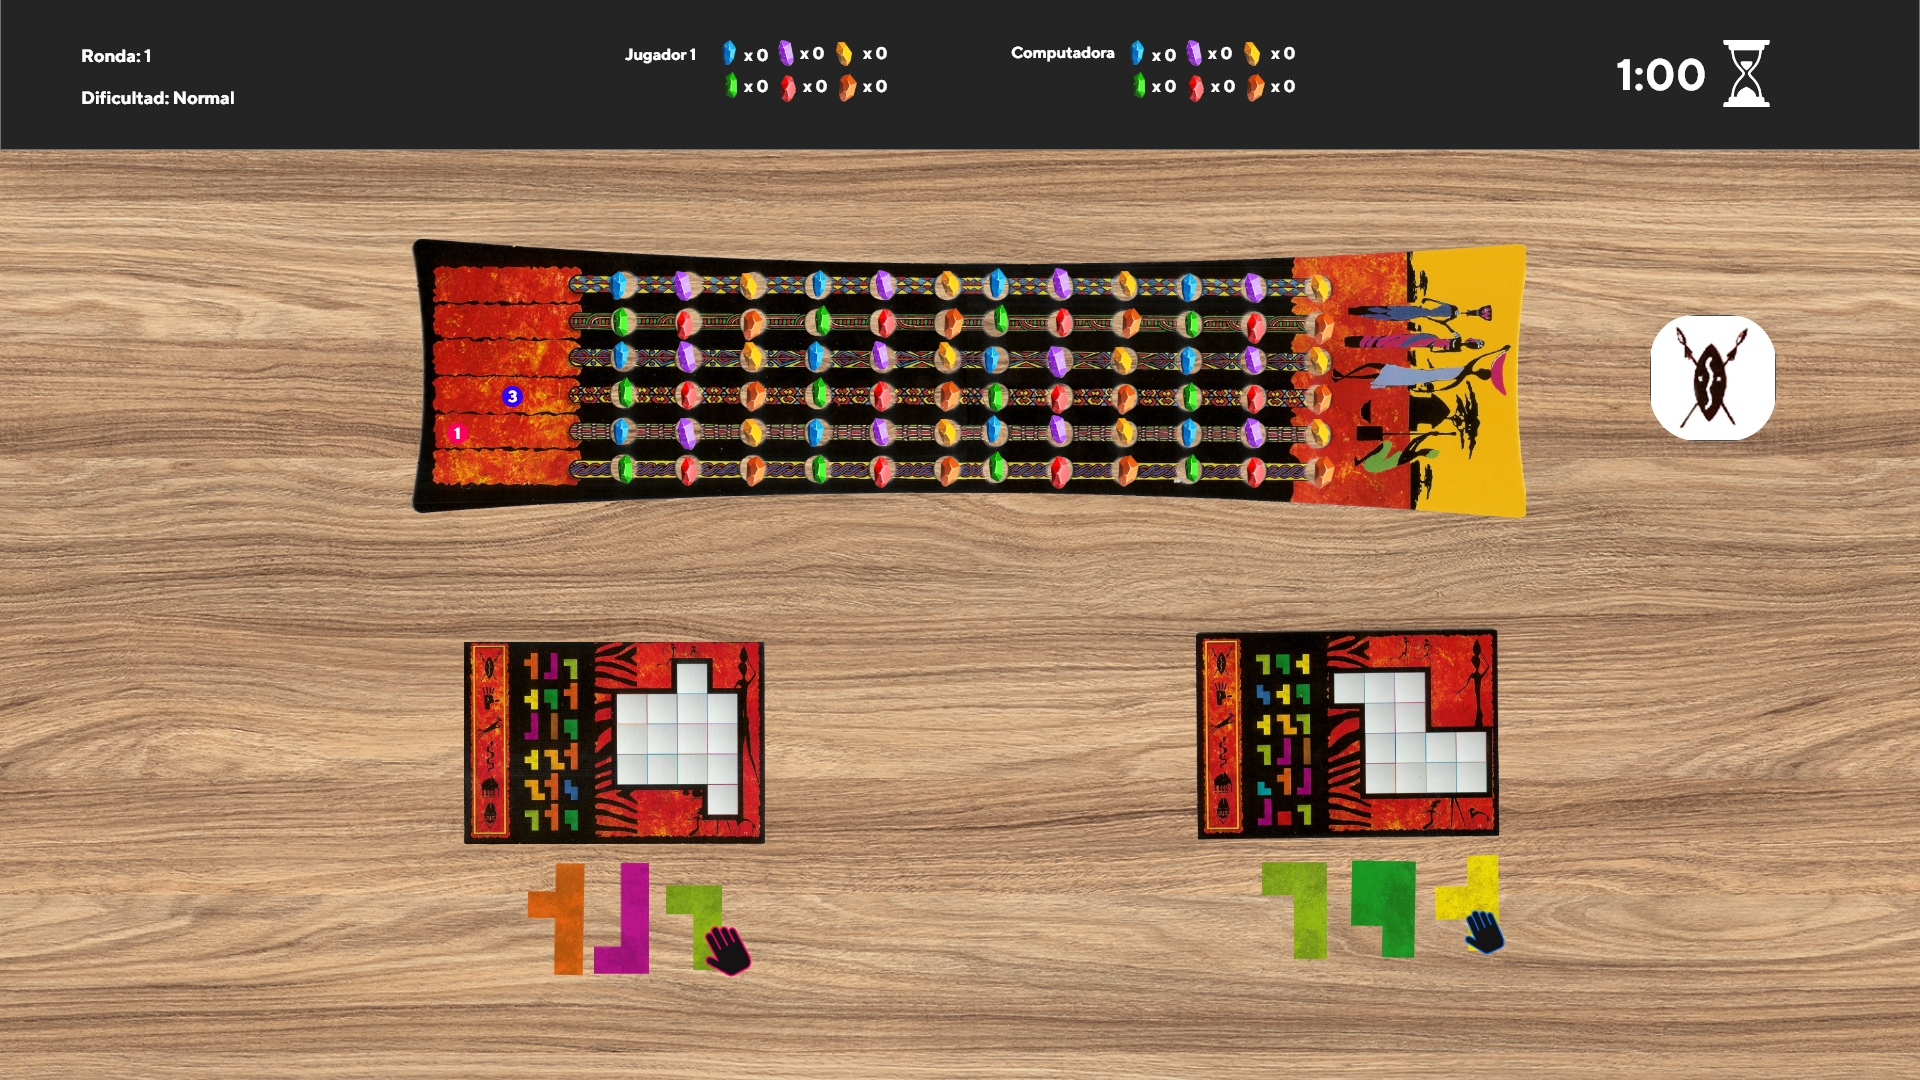 Ronda: 1
Dificultad: Normal
Jugador 1
x 0 x 0 x 0
x 0 x 0 x 0
Computadora
x 0 x 0 x 0
x 0 x 0 x 0
1:00
3
1